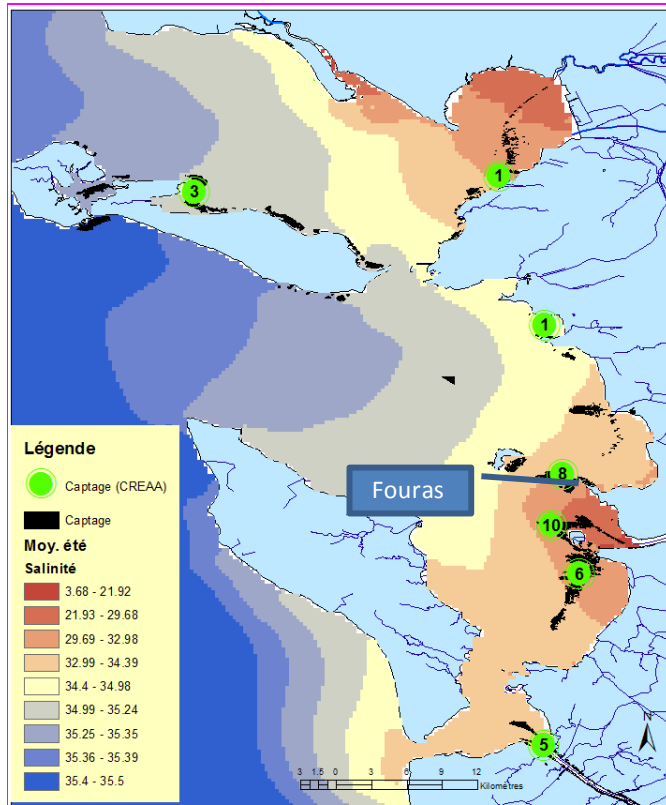 1
3
1
8
Fouras
10
6
5
Légende
Captage (CREAA)
Captage
Moy. été
Salinité
3.68 - 21.92
21.93 - 29.68
29.69 - 32.98
32.99 - 34.39
34.4 - 34.98
34.99 - 35.24
35.25 - 35.35
35.36 - 35.39
35.4 - 35.5
3 1.5 0 3 6 9 12
Kilomètres
N